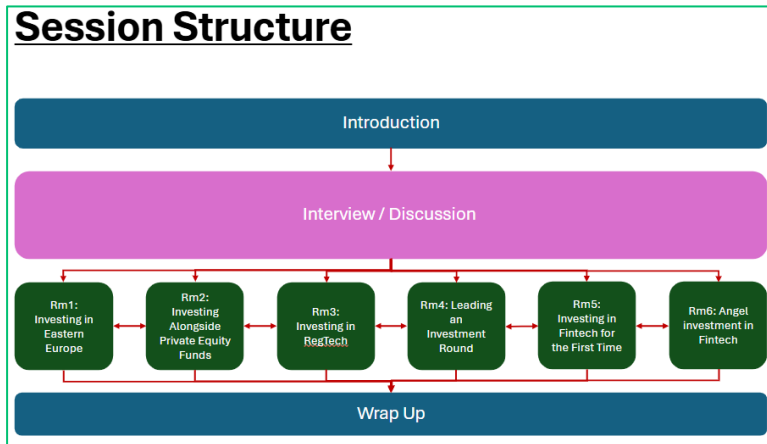 Session Structure
Introduction
Interview / Discussion
Rm1:
Investing in
Eastern
Europe
Rm2:
Investing
Alongside
Private Equity
Funds
Rm3:
Investing in
RegTech
Rm4: Leading
an
Investment
Round
Rm5:
Investing in
Fintech for
the First Time
Rm6: Angel
investment in
Fintech
Wrap Up